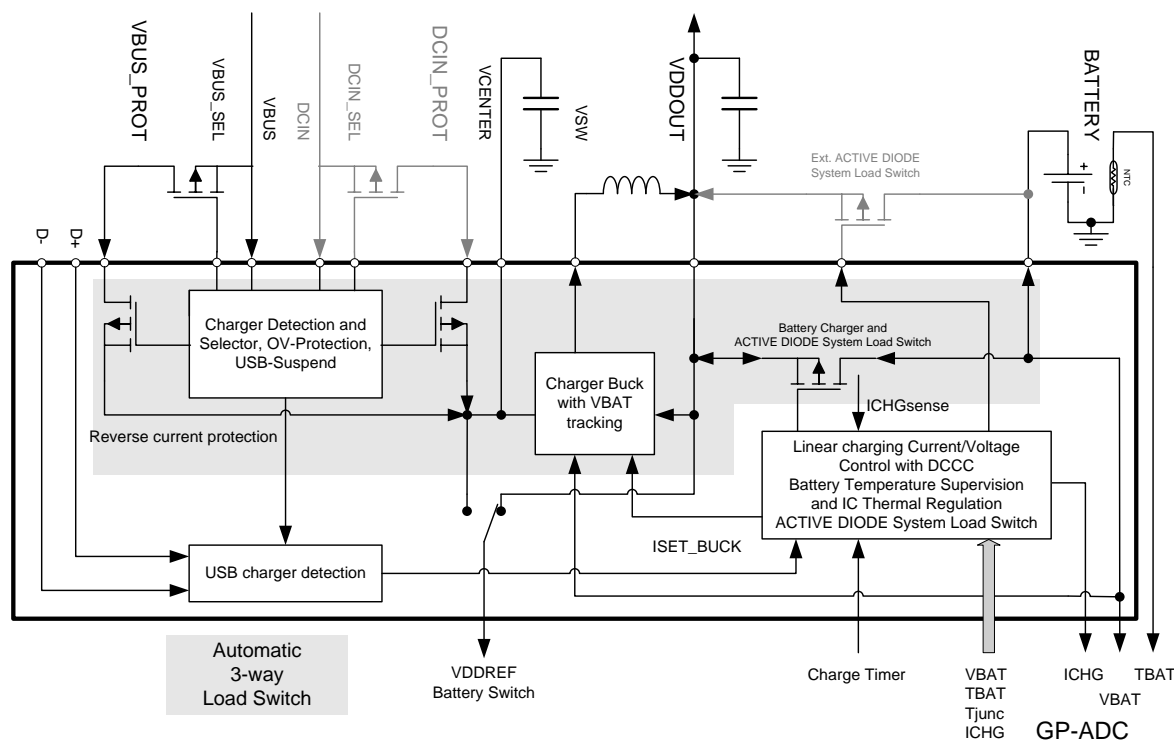 VBUS_PROT
VBUS_SEL
VBUS
DCIN
DCIN_SEL
DCIN_PROT
VCENTER
VSW
VDDOUT
BATTERY
NTC
Ext. ACTIVE DIODE
System Load Switch
D-
D+
Charger Detection and
Selector, OV-Protection,
USB-Suspend
Battery Charger and
ACTIVE DIODE System Load Switch
Charger Buck
with VBAT
tracking
ICHGsense
Reverse current protection
Linear charging Current/Voltage
Control with DCCC
Battery Temperature Supervision
and IC Thermal Regulation
ACTIVE DIODE System Load Switch
ISET_BUCK
USB charger detection
Automatic
3-way
Load Switch
VDDREF
Battery Switch
Charge Timer
VBAT
TBAT
Tjunc
ICHG
ICHG
VBAT
TBAT
GP-ADC